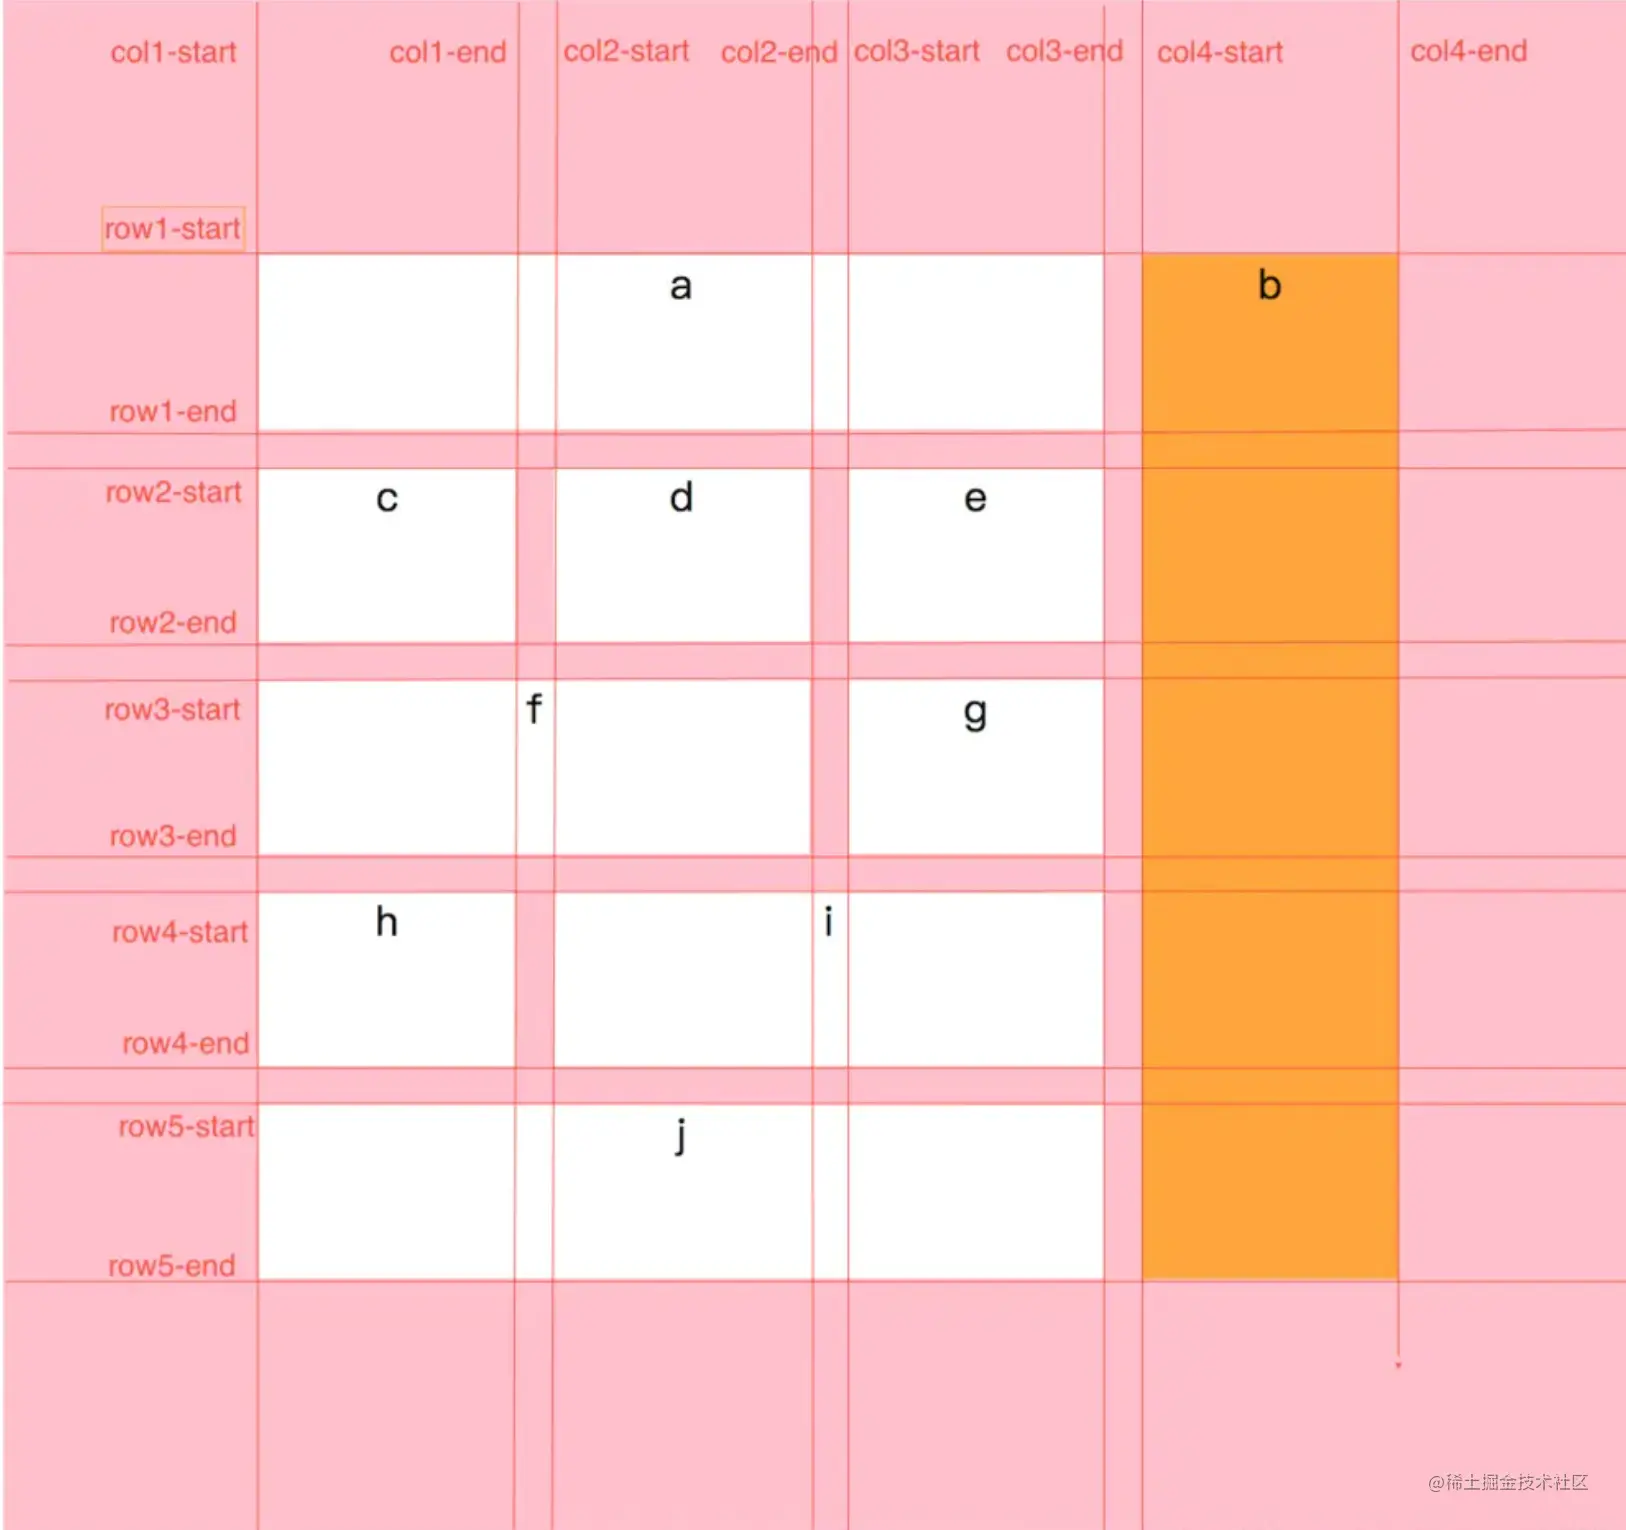 col1-start col1-end col2-start col2-end col3-start col3-end col4-start col4-end
row1-start
a b
row1-end
row2-start
c d e
row2-end
row3-start
f g
row3-end
h i
row4-start
row4-end
row5-start
j
row5-end
@稀土掘金技术社区